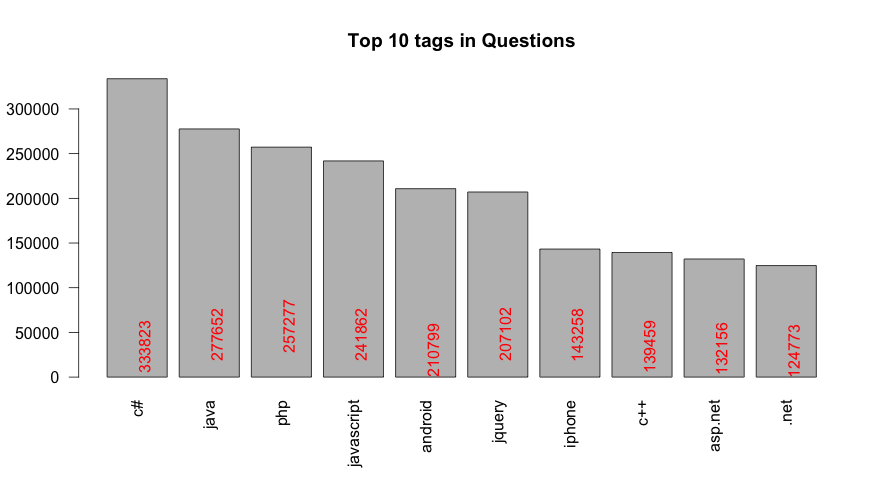 Top 10 tags in Questions
300000
250000
200000
150000
100000
50000
0
333823
277652
257277
241862
210799
207102
143258
139459
132156
124773
c#
java
php
javascript
android
jquery
iphone
c++
asp.net
.net